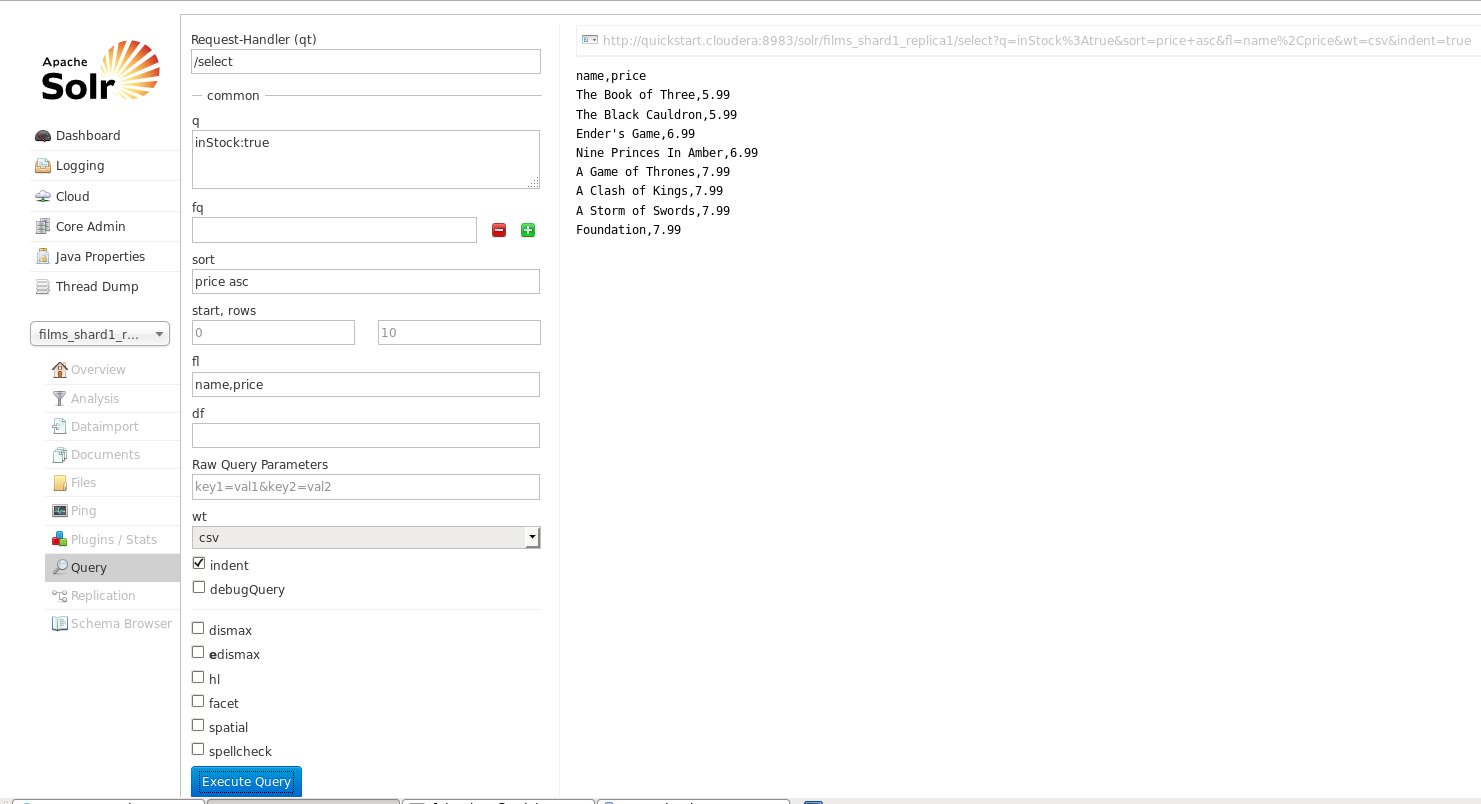 Apache
Solr
Dashboard
Logging
Cloud
Core Admin
Java Properties
Thread Dump
films_shard1_r...
Overview
Analysis
Dataimport
Documents
Files
Ping
Plugins / Stats
Query
Replication
Schema Browser
Request-Handler (qt)
/select
common
q
inStock:true
fq
sort
price asc
start, rows
0 10
fl
name,price
df
Raw Query Parameters
key1=val1&key2=val2
wt
csv
indent
debugQuery
dismax
edismax
hl
facet
spatial
spellcheck
Execute Query
http://quickstart.cloudera:8983/solr/films_shard1_replica1/select?q=inStock%3Atrue&sort=price+asc&fl=name%2Cprice&wt=csv&indent=true
name,price
The Book of Three,5.99
The Black Cauldron,5.99
Ender's Game,6.99
Nine Princes In Amber,6.99
A Game of Thrones,7.99
A Clash of Kings,7.99
A Storm of Swords,7.99
Foundation,7.99